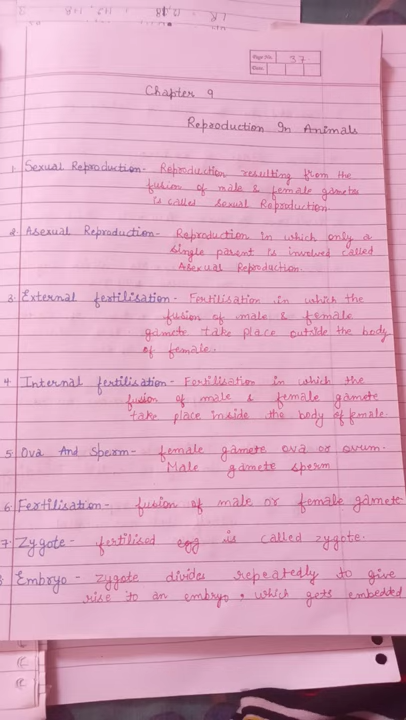 Page No. 37
Date
Chapter 9
Reproduction In Animals
1. Sexual Reproduction - Reproduction resulting from the
fusion of male & female gamete
is called Sexual Reproduction
2. Asexual Reproduction - Reproduction in which only a
single parent is involved called
Asexual Reproduction
3. External fertilisation - Fertilisation in which the
fusion of male & female
gamete take place outside the body
of female.
4. Internal fertilisation - Fertilisation in which the
fusion of male & female gamete
take place inside the body of female
5. Ova And Sperm - female gamete ova or ovum.
Male gamete sperm
6. Fertilisation - fusion of male or female gamete
7. Zygote - fertilised egg is called zygote.
Embryo - zygote divides repeatedly to give
rise to an embryo, which gets embedded